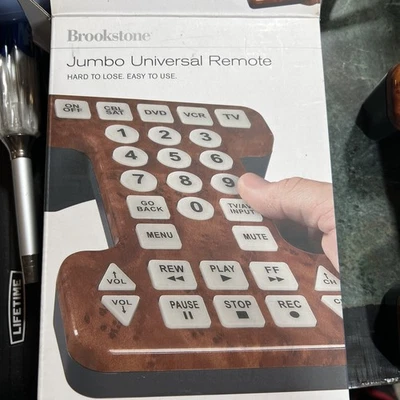 Brookstone
Jumbo Universal Remote
HARD TO LOSE. EASY TO USE.
ON
OFF
CBL
SAT
DVD
VCR
TV
1
2
3
4
5
6
7
8
9
GO
BACK
0
TV/AV
INPUT
MENU
MUTE
VOL
REW
PLAY
FF
CH
VOL
PAUSE
STOP
REC
LIFETIME